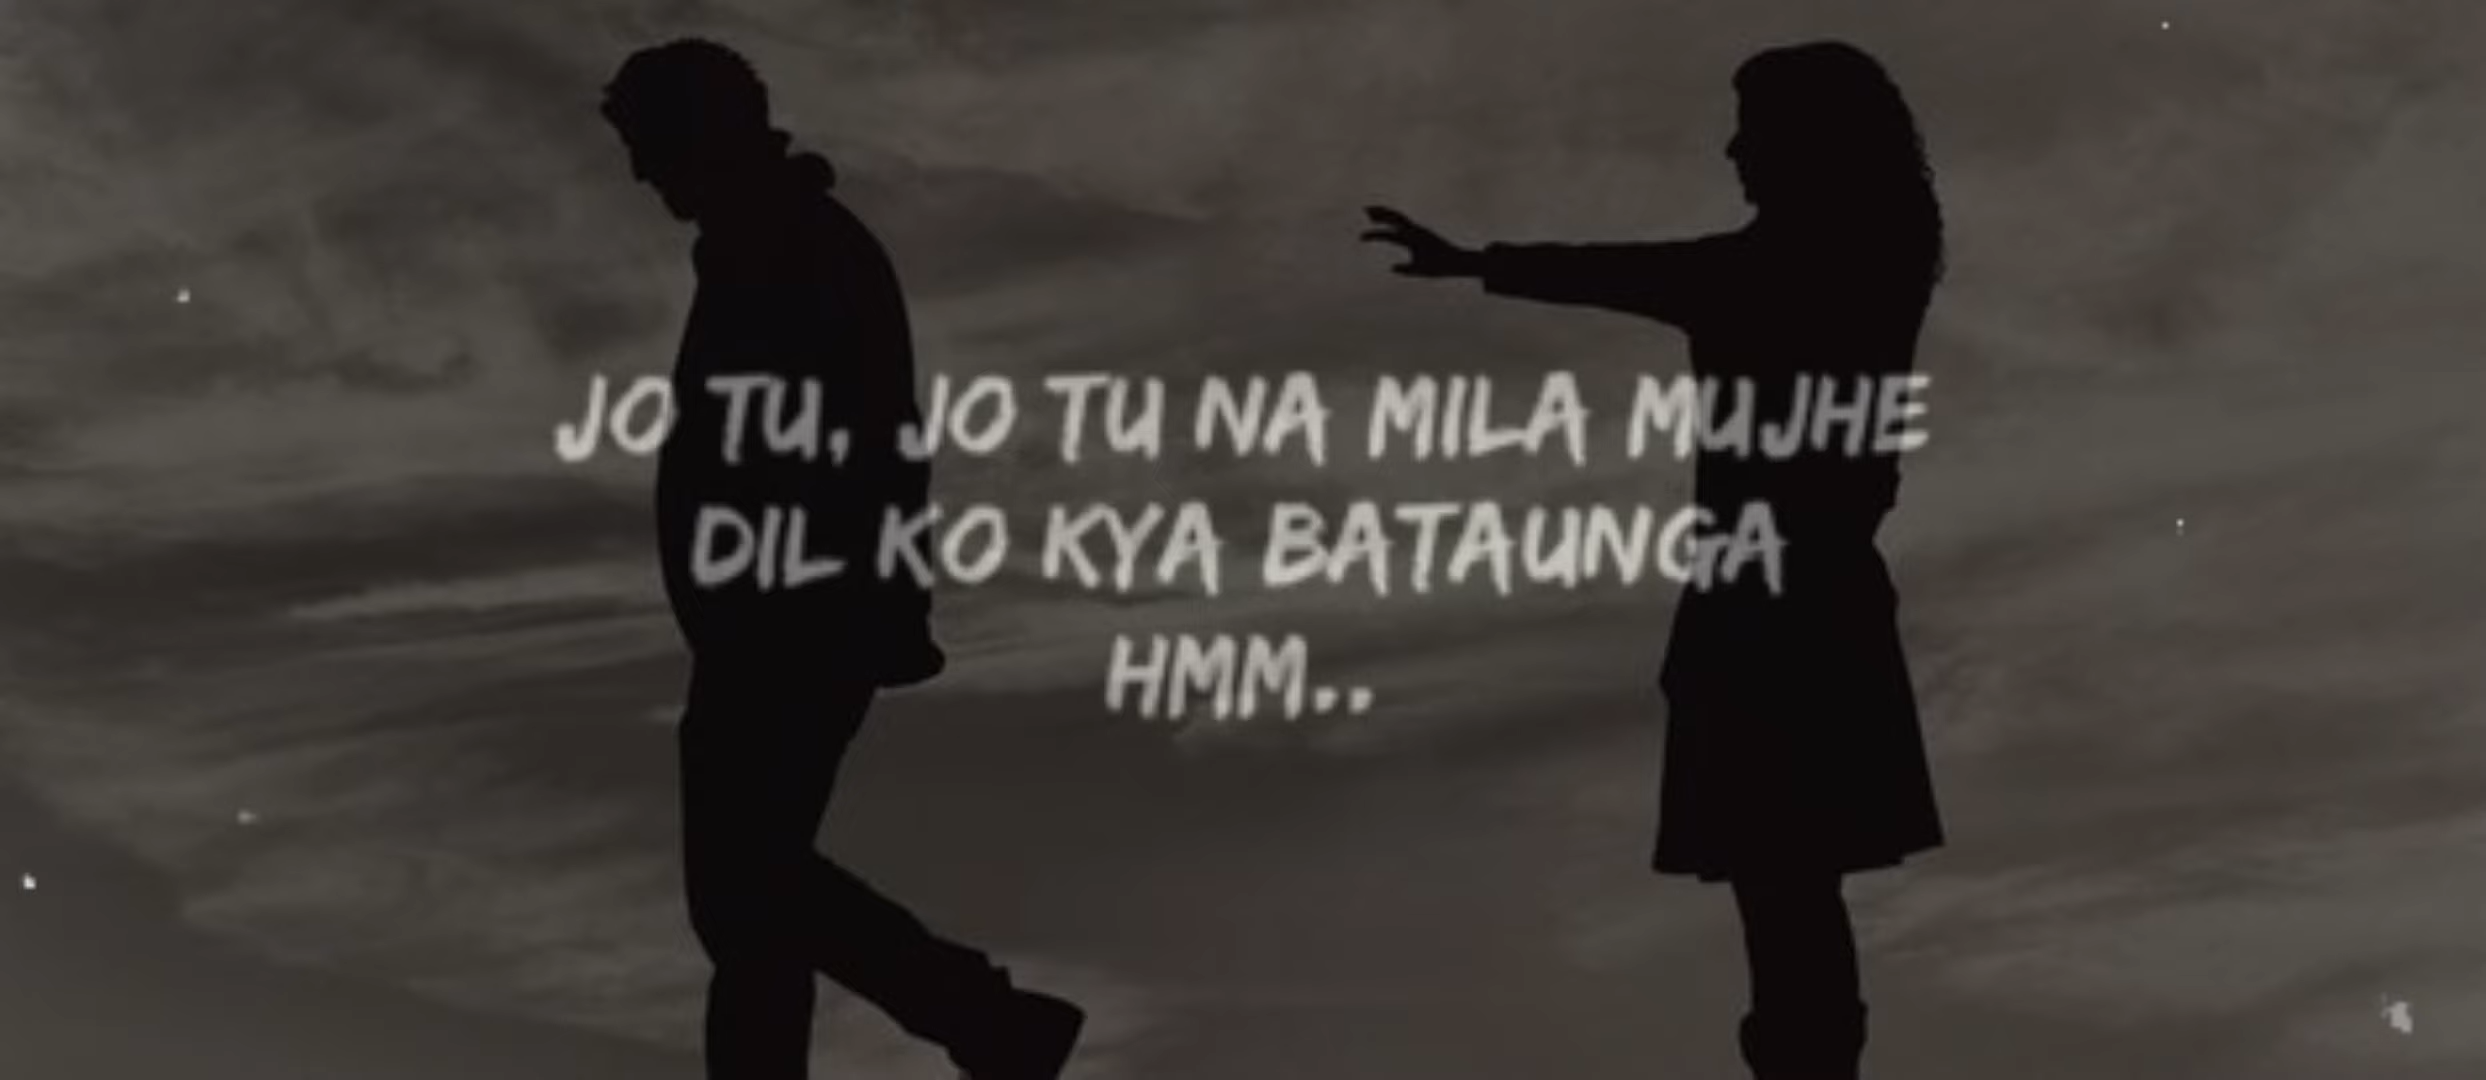 JO TU, JO TU NA MILA MUJHE
DIL KO KYA BATAUNGA
HMM..